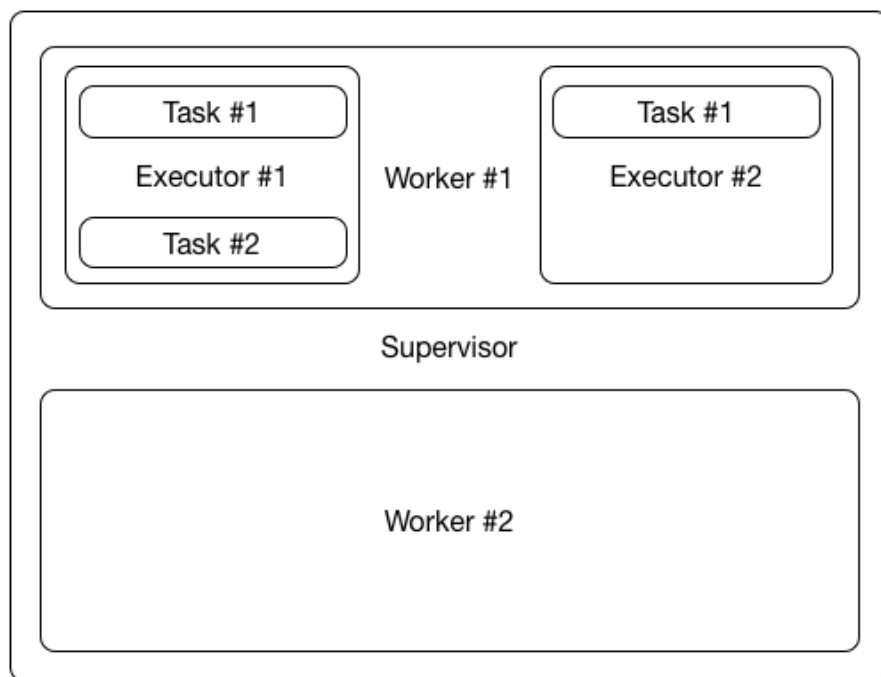 Task #1
Executor #1
Task #2
Worker #1
Task #1
Executor #2
Supervisor
Worker #2